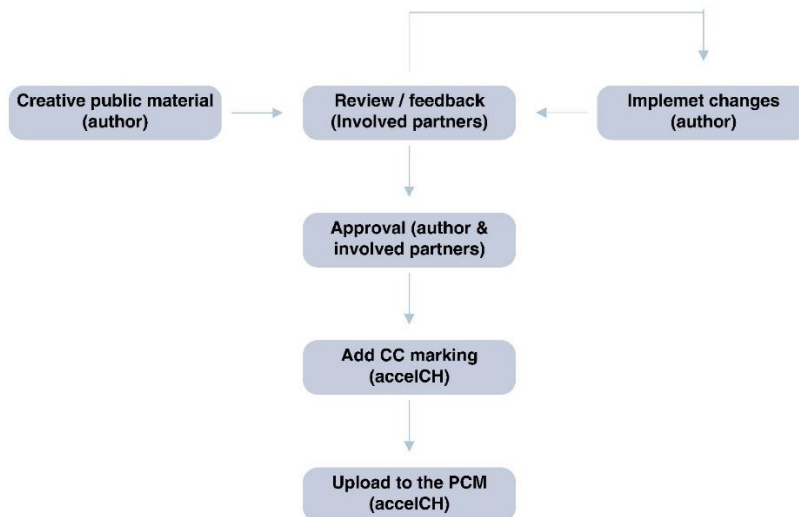 Creative public material
(author)
Review / feedback
(Involved partners)
Implemet changes
(author)
Approval (author &
involved partners)
Add CC marking
(accelCH)
Upload to the PCM
(accelCH)